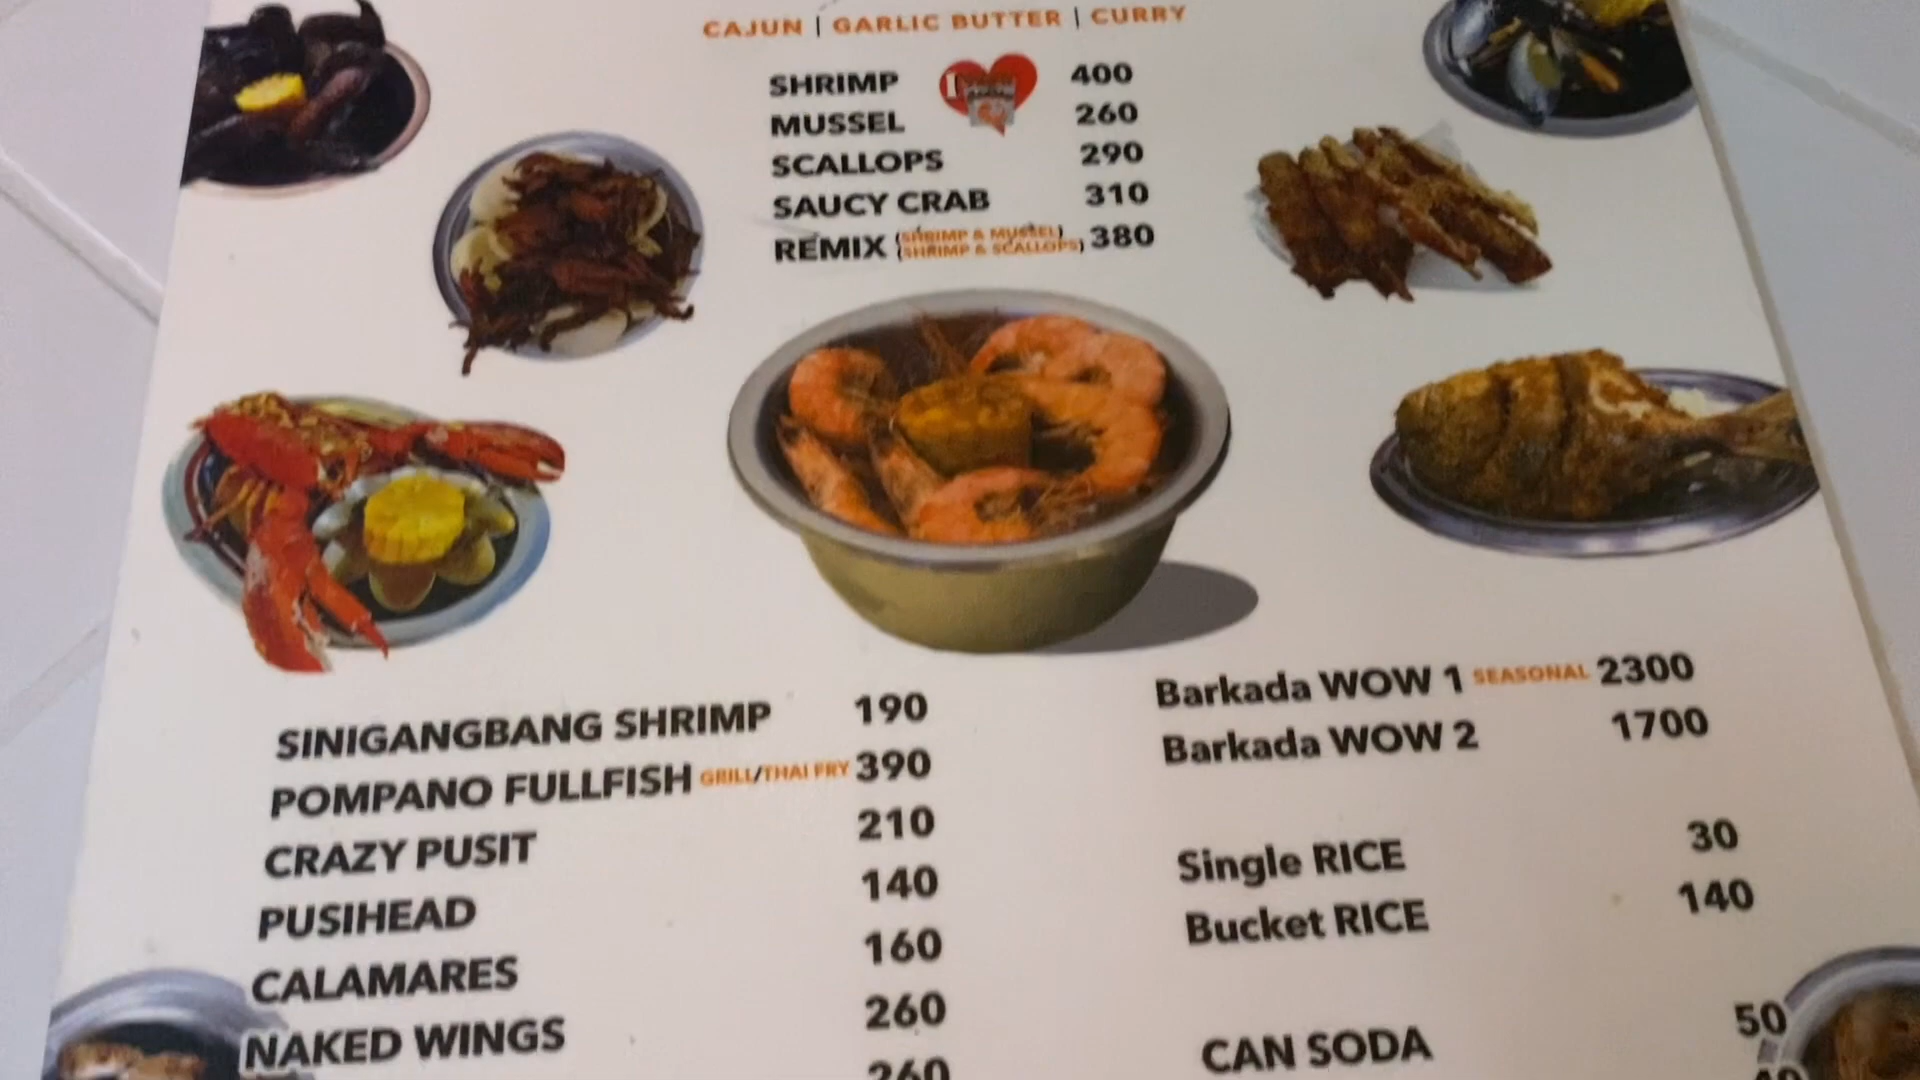 CAJUN | GARLIC BUTTER | CURRY
SHRIMP 400
MUSSEL 260
SCALLOPS 290
SAUCY CRAB 310
REMIX (SHRIMP & MUSSEL) 380
(SHRIMP & SCALLOPS)
SINIGANGBANG SHRIMP 190
POMPANO FULLFISH GRILL/THAI FRY 390
CRAZY PUSIT 210
PUSIHEAD 140
CALAMARES 160
NAKED WINGS 260
260
Barkada WOW 1 SEASONAL 2300
Barkada WOW 2 1700
Single RICE 30
Bucket RICE 140
CAN SODA 50